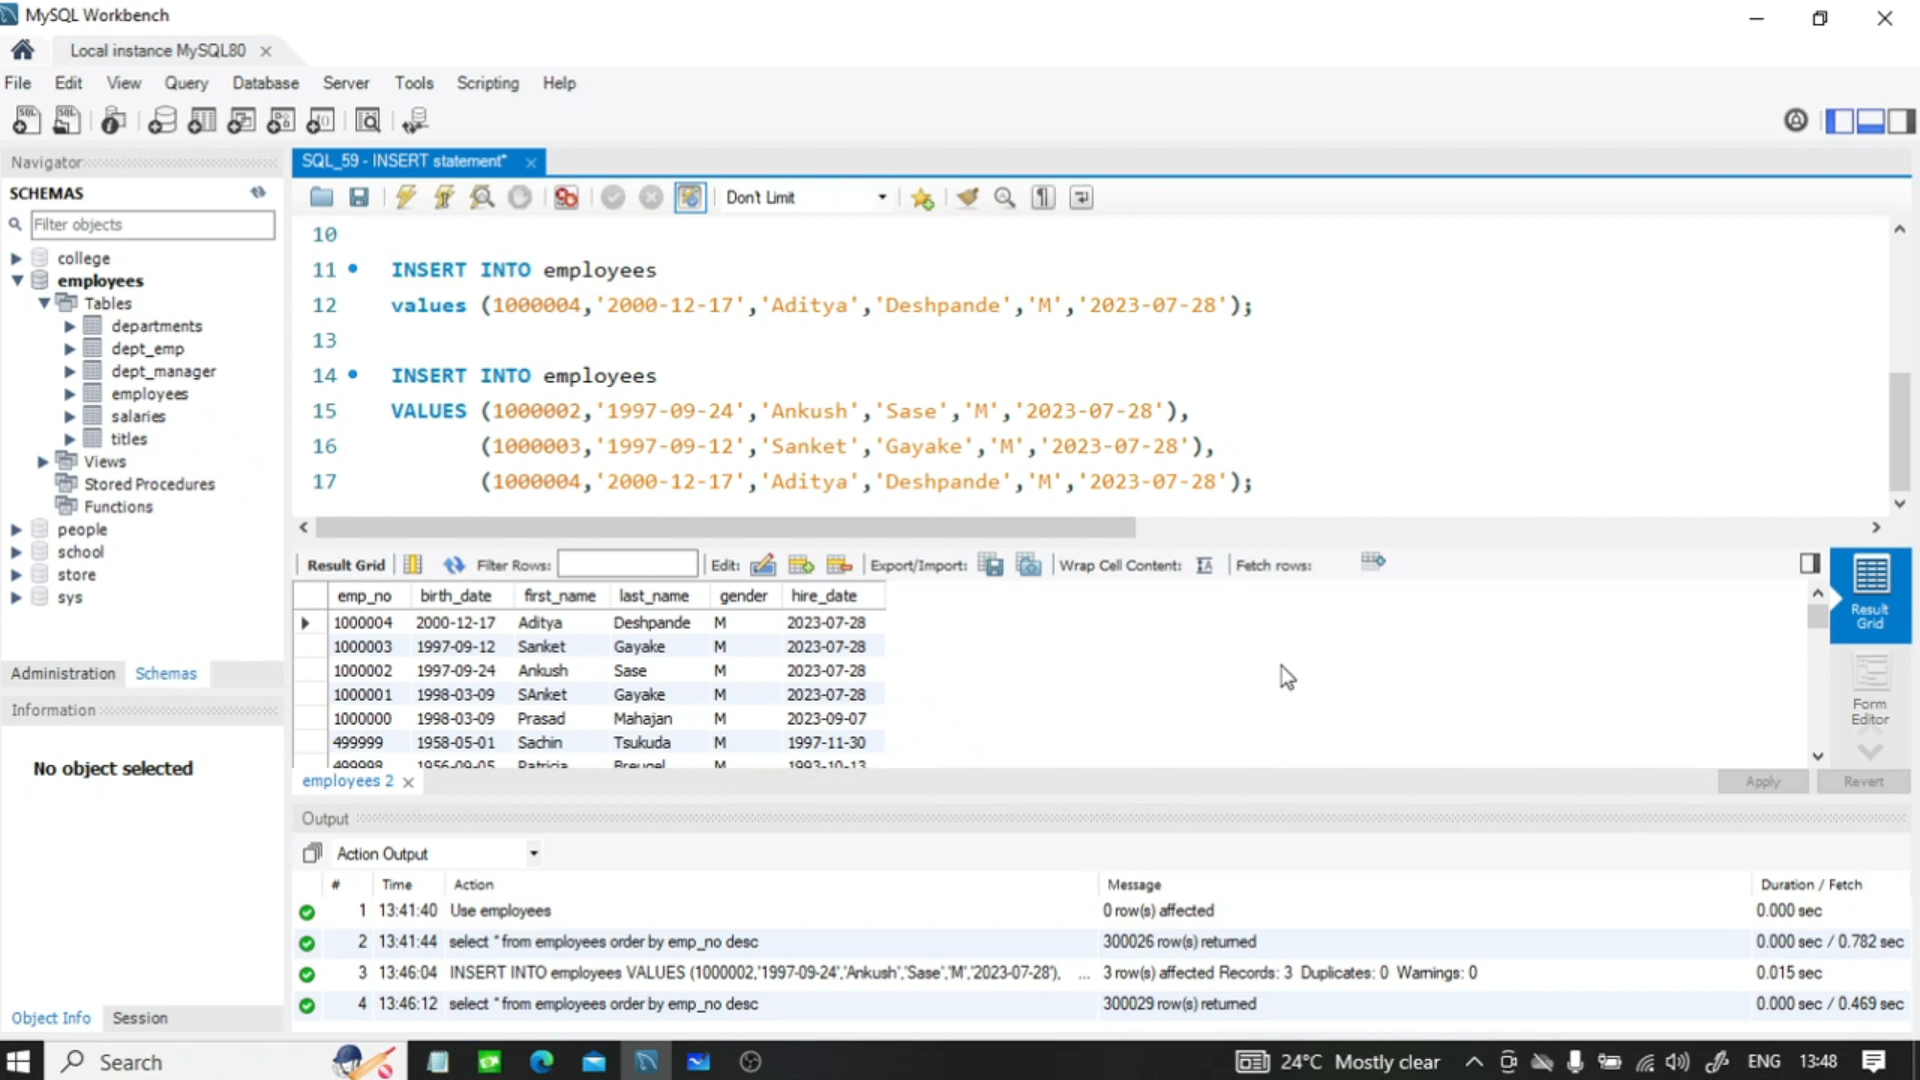 MySQL Workbench
Local instance MySQL80
File Edit View Query Database Server Tools Scripting Help
Navigator
SCHEMAS
Filter objects
college
employees
Tables
departments
dept_emp
dept_manager
employees
salaries
titles
Views
Stored Procedures
Functions
people
school
store
sys
Administration Schemas
Information
No object selected
Object Info Session
SQL_59 - INSERT statement*
Don't Limit
10
11 INSERT INTO employees
12 values (1000004,'2000-12-17','Aditya','Deshpande','M','2023-07-28');
13
14 INSERT INTO employees
15 VALUES (1000002,'1997-09-24','Ankush','Sase','M','2023-07-28'),
16 (1000003,'1997-09-12','Sanket','Gayake','M','2023-07-28'),
17 (1000004,'2000-12-17','Aditya','Deshpande','M','2023-07-28');
Result Grid Filter Rows: Edit: Export/Import: Wrap Cell Content: Fetch rows:
emp_no birth_date first_name last_name gender hire_date
1000004 2000-12-17 Aditya Deshpande M 2023-07-28
1000003 1997-09-12 Sanket Gayake M 2023-07-28
1000002 1997-09-24 Ankush Sase M 2023-07-28
1000001 1998-03-09 SAnket Gayake M 2023-07-28
1000000 1998-03-09 Prasad Mahajan M 2023-09-07
499999 1958-05-01 Sachin Tsukuda M 1997-11-30
499998 1956-09-05 Patricia Breugel M 1993-10-13
Result Grid
Form Editor
employees 2
Apply Revert
Output
Action Output
# Time Action Message Duration / Fetch
1 13:41:40 Use employees 0 row(s) affected 0.000 sec
2 13:41:44 select * from employees order by emp_no desc 300026 row(s) returned 0.000 sec / 0.782 sec
3 13:46:04 INSERT INTO employees VALUES (1000002,'1997-09-24','Ankush','Sase','M','2023-07-28'), ... 3 row(s) affected Records: 3 Duplicates: 0 Warnings: 0 0.015 sec
4 13:46:12 select * from employees order by emp_no desc 300029 row(s) returned 0.000 sec / 0.469 sec
Search
24°C Mostly clear
ENG 13:48